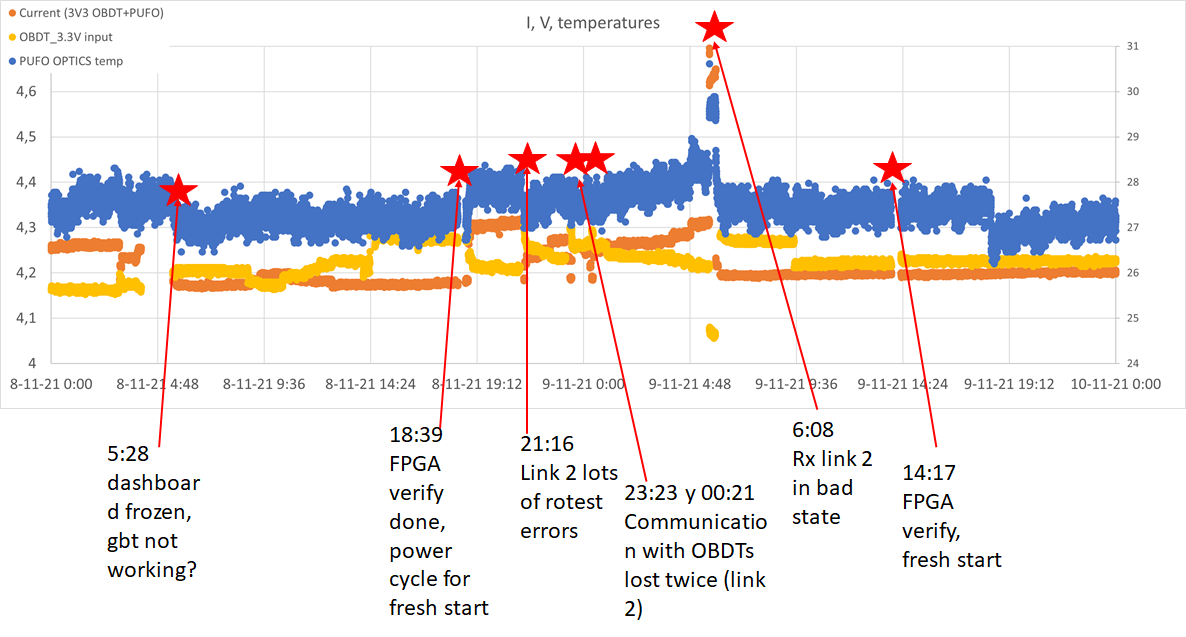 Current (3V3 OBDT+PUFO)
I, V, temperatures
OBDT_3.3V input
PUFO OPTICS temp
31
4,6
30
4,5
29
4,4
28
4,3
27
4,2
26
4,1
25
4
24
8-11-21 0:00
8-11-21 4:48
8-11-21 9:36
8-11-21 14:24
8-11-21 19:12
9-11-21 0:00
9-11-21 4:48
9-11-21 9:36
9-11-21 14:24
9-11-21 19:12
10-11-21 0:00
5:28
dashboar
d frozen,
gbt not
working?
18:39
FPGA
verify
done,
power
cycle for
fresh start
21:16
Link 2 lots
of rotest
errors
23:23 y 00:21
Communicatio
n with OBDTs
lost twice (link
2)
6:08
Rx link 2
in bad
state
14:17
FPGA
verify,
fresh start